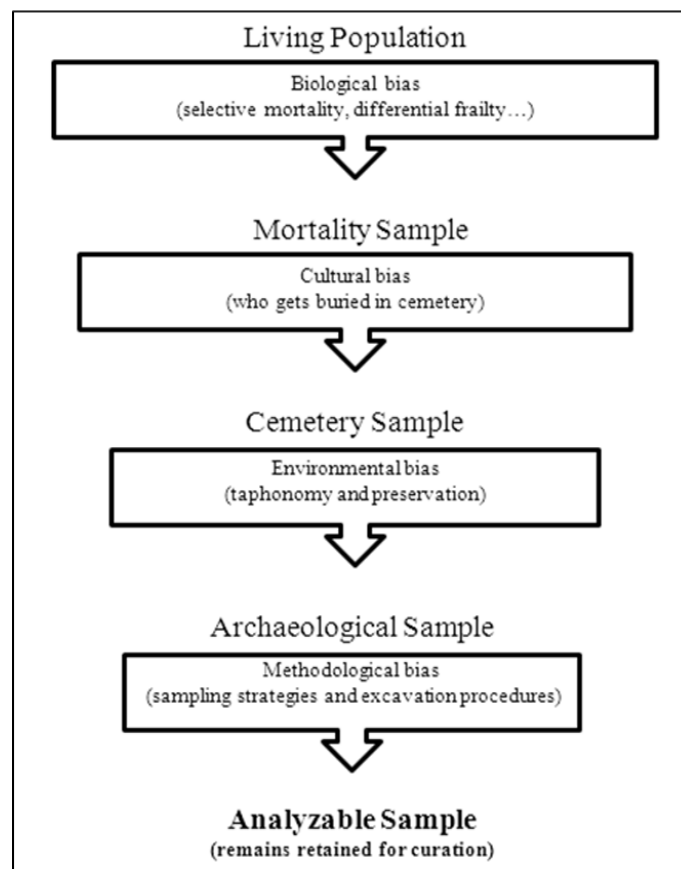 Living Population
Biological bias
(selective mortality, differential frailty…)
Mortality Sample
Cultural bias
(who gets buried in cemetery)
Cemetery Sample
Environmental bias
(taphonomy and preservation)
Archaeological Sample
Methodological bias
(sampling strategies and excavation procedures)
Analyzable Sample
(remains retained for curation)